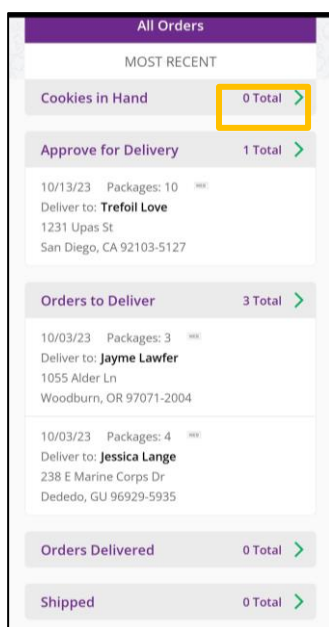 All Orders
MOST RECENT
Cookies in Hand 0 Total
Approve for Delivery 1 Total
10/13/23 Packages: 10
Deliver to: Trefoil Love
1231 Upas St
San Diego, CA 92103-5127
Orders to Deliver 3 Total
10/03/23 Packages: 3
Deliver to: Jayme Lawfer
1055 Alder Ln
Woodburn, OR 97071-2004
10/03/23 Packages: 4
Deliver to: Jessica Lange
238 E Marine Corps Dr
Dededo, GU 96929-5935
Orders Delivered 0 Total
Shipped 0 Total